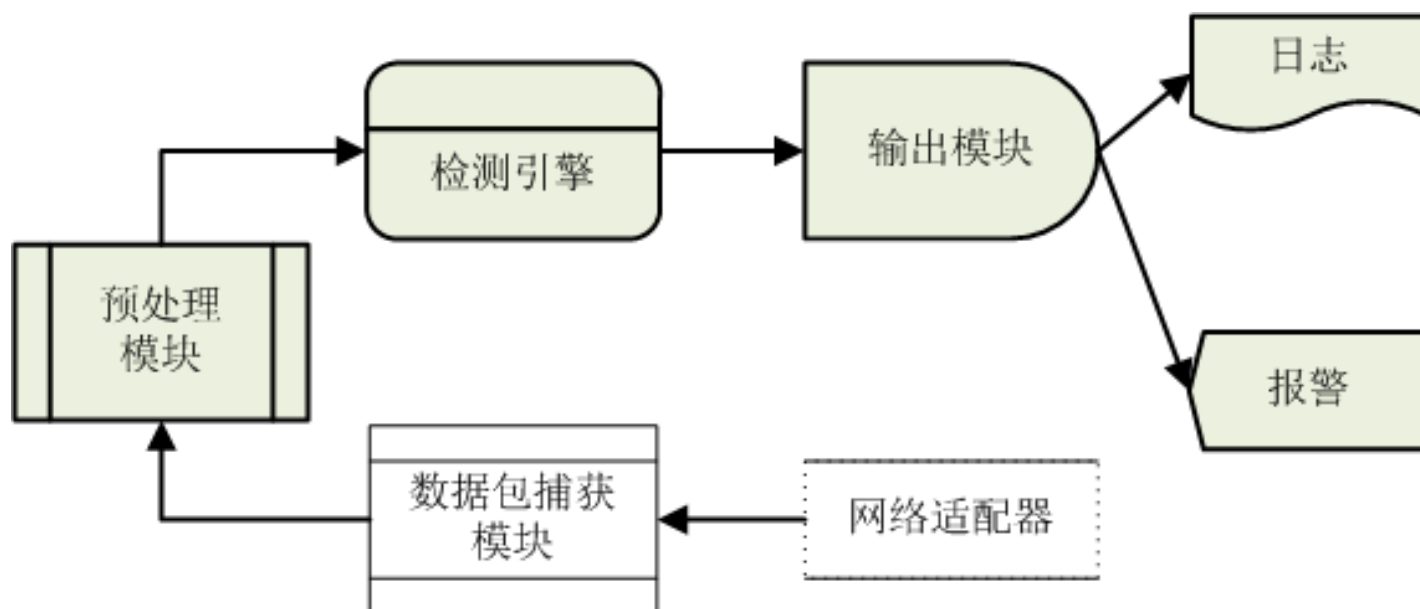 日志
检测引擎
输出模块
预处理
模块
报警
数据包捕获
模块
网络适配器